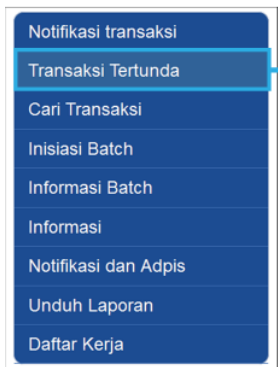 Notifikasi transaksi
Transaksi Tertunda
Cari Transaksi
Inisiasi Batch
Informasi Batch
Informasi
Notifikasi dan Adpis
Unduh Laporan
Daftar Kerja